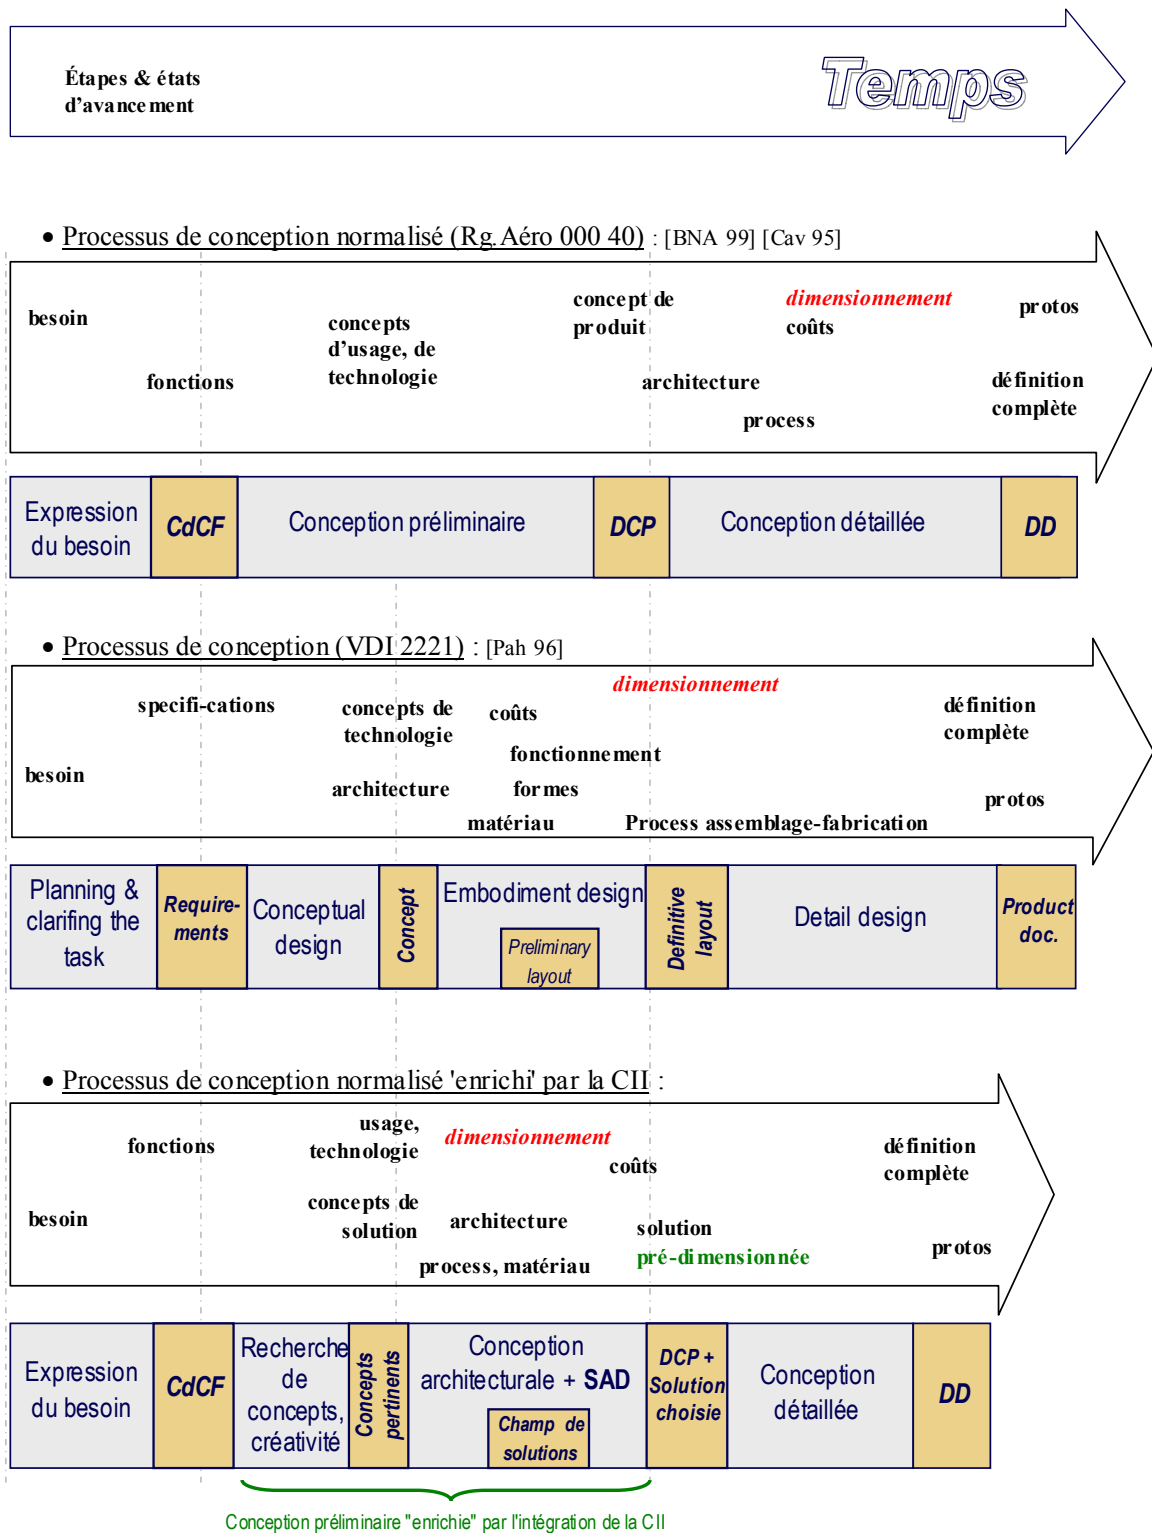 Étapes & états
d'avancement
Temps
• Processus de conception normalisé (Rg.Aéro 000 40) : [BNA 99] [Cav 95]
besoin
fonctions
concepts
d'usage, de
technologie
concept de
produit
architecture
process
dimensionnement
coûts
protos
définition
complète
Expression
du besoin
CdCF
Conception préliminaire
DCP
Conception détaillée
DD
• Processus de conception (VDI 2221) : [Pah 96]
besoin
specifi-cations
concepts de
technologie
architecture
coûts
fonctionnement
formes
matériau
dimensionnement
Process assemblage-fabrication
définition
complète
protos
Planning &
clarifing the
task
Require-
ments
Conceptual
design
Concept
Embodiment design
Preliminary
layout
Definitive
layout
Detail design
Product
doc.
• Processus de conception normalisé 'enrichi' par la CII :
besoin
fonctions
usage,
technologie
concepts de
solution
dimensionnement
coûts
architecture
process, matériau
solution
pré-dimensionnée
définition
complète
protos
Expression
du besoin
CdCF
Recherche
de
concepts,
créativité
Concepts
pertinents
Conception
architecturale + SAD
Champ de
solutions
DCP +
Solution
choisie
Conception
détaillée
DD
Conception préliminaire "enrichie" par l'intégration de la CII